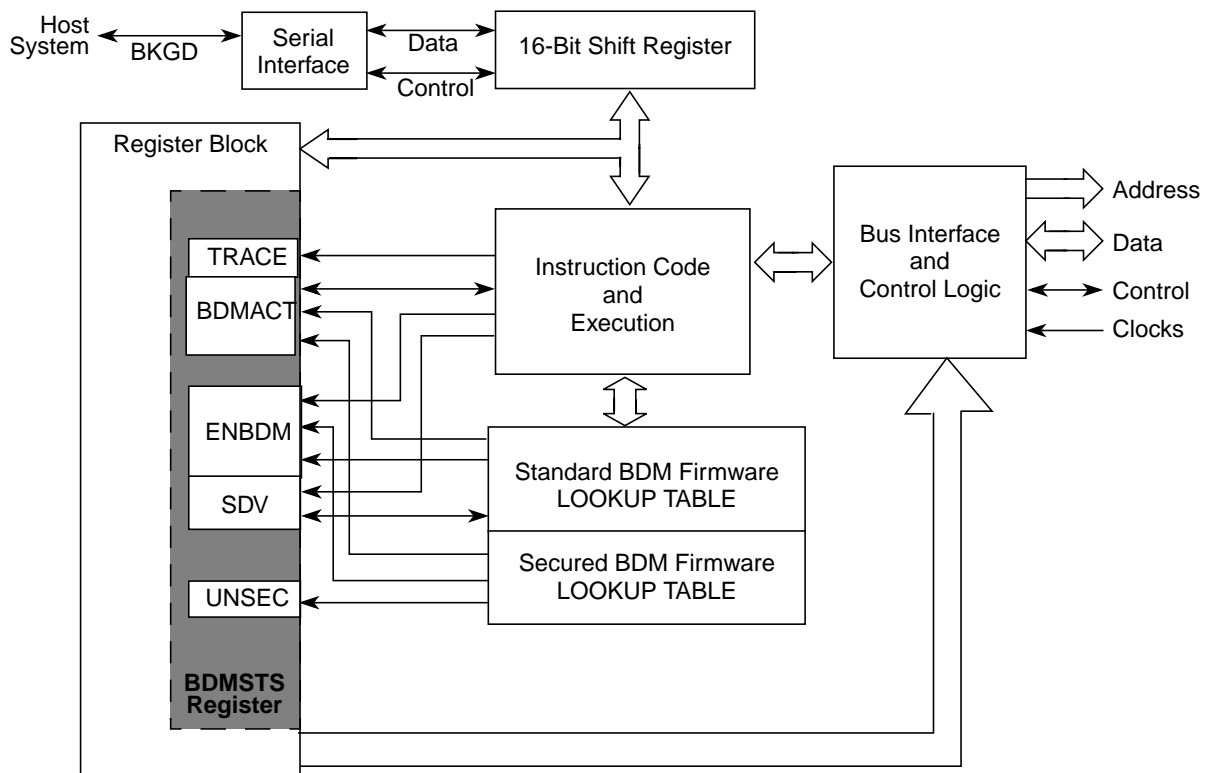 Host
System
BKGD
Serial
Interface
Data
Control
16-Bit Shift Register
Register Block
TRACE
BDMACT
ENBDM
SDV
UNSEC
BDMSTS
Register
Instruction Code
and
Execution
Standard BDM Firmware
LOOKUP TABLE
Secured BDM Firmware
LOOKUP TABLE
Bus Interface
and
Control Logic
Address
Data
Control
Clocks